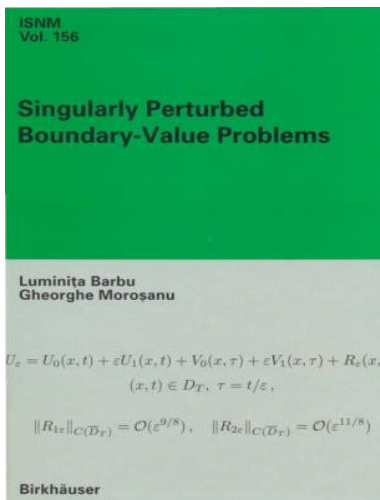 ISNM
Vol. 156
Singularly Perturbed
Boundary-Value Problems
Luminiţa Barbu
Gheorghe Moroşanu
U_ε = U_0(x, t) + εU_1(x, t) + V_0(x, τ) + εV_1(x, τ) + R_ε(x,
(x, t) ∈ D_T, τ = t/ε ,
‖R_{1ε}‖_{C(D̅_T)} = 𝒪(ε^{9/8}) , ‖R_{2ε}‖_{C(D̅_T)} = 𝒪(ε^{11/8})
Birkhäuser